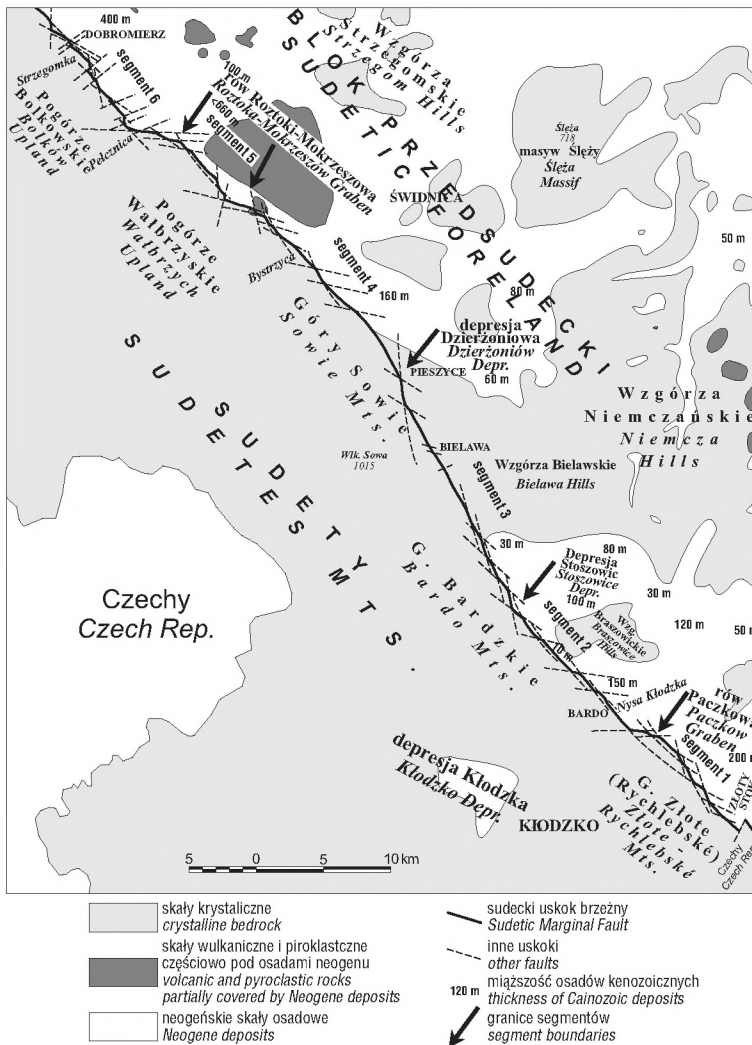 400 m
DOBROMIERZ
Strzegomka
segment 6
Pogórze
Bolkowskie
Bolków
Upland
Pełcznica
100 m
rów Roztoki-Mokrzeszowa
Roztoka-Mokrzeszów Graben
<660 m
segment 5
BLOK PRZEDSUDECKI
SUDETIC FORELAND
Wzgórza
Strzegomskie
Strzegom Hills
Ślęża
718
masyw Ślęży
Ślęża
Massif
ŚWIDNICA
50 m
Pogórze
Wałbrzyskie
Wałbrzych
Upland
Bystrzyca
segment 4
160 m
80 m
Góry Sowie
Sowie Mts.
depresja
Dzierżoniowa
Dzierżoniów
Depr.
PIESZYCE
60 m
Wzgórza
Niemczańskie
Niemcza
Hills
SUDETY
SUDETES MTS.
Wlk. Sowa
1015
BIELAWA
Wzgórza Bielawskie
Bielawa Hills
segment 3
30 m
80 m
Czechy
Czech Rep.
G. Bardzkie
Bardo Mts.
Depresja
Stoszowic
Stoszowice
Depr.
100 m
30 m
segment 2
Wzg.
Braszowickie
Braszowice
Hills
120 m
50 m
10 m
150 m
BARDO
Nysa Kłodzka
rów
Paczkowa
Paczkow
Graben
segment 1
200 m
ZŁOTY
STOK
depresja Kłodzka
Kłodzko Depr.
KŁODZKO
G. Złote
(Rychlebské)
Złote -
Rychlebské
Mts.
Czechy
Czech Rep.
5 0 5 10 km
skały krystaliczne
crystalline bedrock
skały wulkaniczne i piroklastczne
częściowo pod osadami neogenu
volcanic and pyroclastic rocks
partially covered by Neogene deposits
neogeńskie skały osadowe
Neogene deposits
sudecki uskok brzeżny
Sudetic Marginal Fault
inne uskoki
other faults
120 m miąższość osadów kenozoicznych
thickness of Cainozoic deposits
granice segmentów
segment boundaries